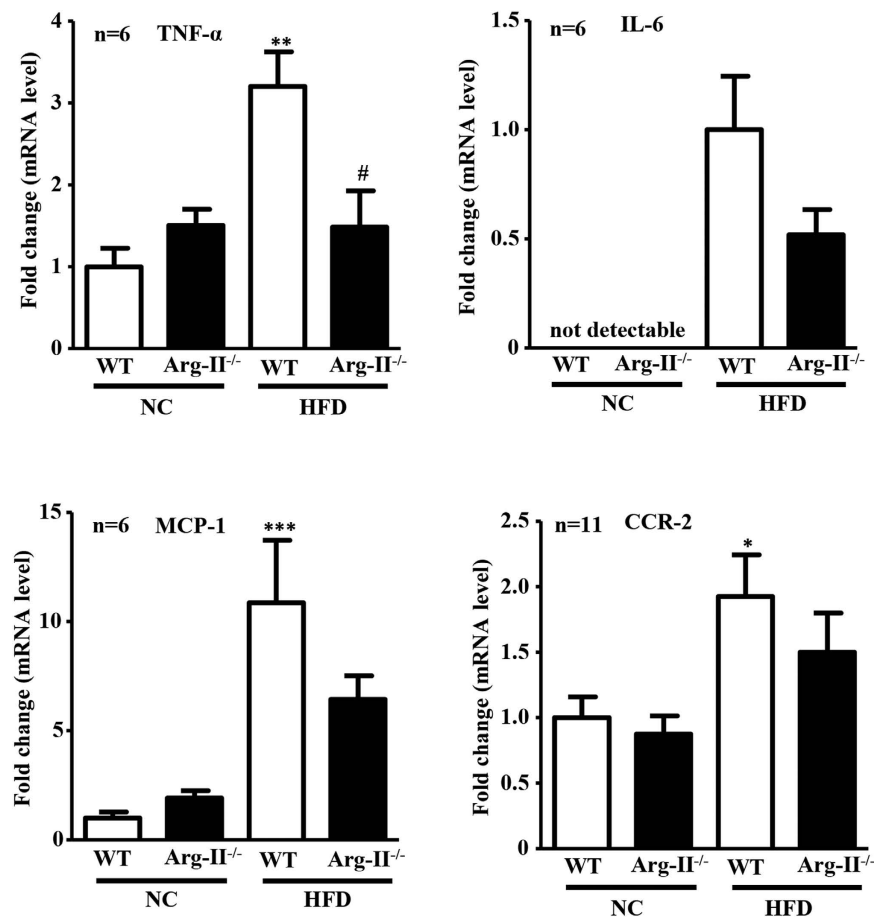 n=6 TNF-α
Fold change (mRNA level)
4
3
2
1
0
**
#
WT Arg-II-/- WT Arg-II-/-
NC HFD
n=6 IL-6
Fold change (mRNA level)
1.5
1.0
0.5
0
not detectable
WT Arg-II-/- WT Arg-II-/-
NC HFD
n=6 MCP-1
Fold change (mRNA level)
15
10
5
0
***
WT Arg-II-/- WT Arg-II-/-
NC HFD
n=11 CCR-2
Fold change (mRNA level)
2.5
2.0
1.5
1.0
0.5
0
*
WT Arg-II-/- WT Arg-II-/-
NC HFD